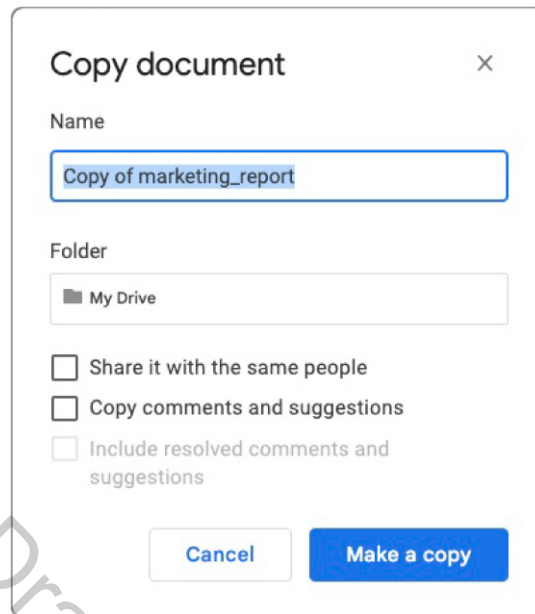 Copy document
Name
Copy of marketing_report
Folder
My Drive
Share it with the same people
Copy comments and suggestions
Include resolved comments and
suggestions
Cancel
Make a copy